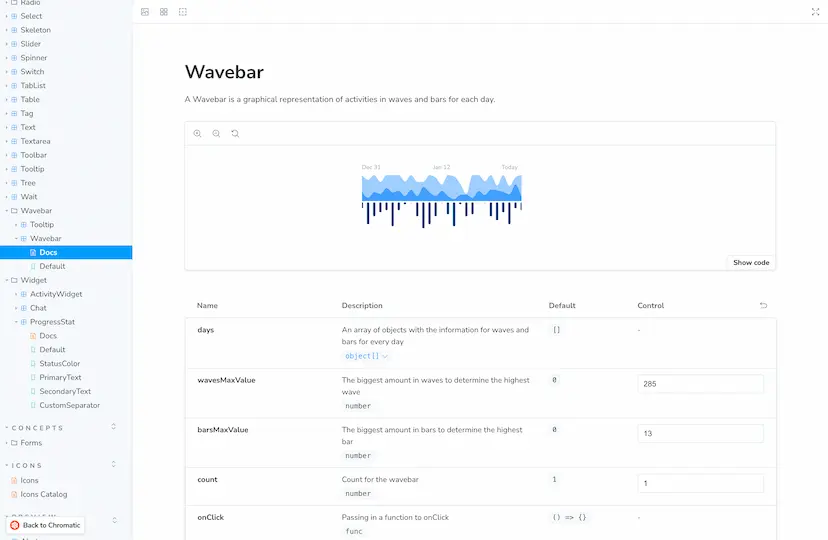 Radio
Select
Skeleton
Slider
Spinner
Switch
TabList
Table
Tag
Text
Textarea
Toolbar
Tooltip
Tree
Wait
Wavebar
Tooltip
Wavebar
Docs
Default
Widget
ActivityWidget
Chat
ProgressStat
Docs
Default
StatusColor
PrimaryText
SecondaryText
CustomSeparator
CONCEPTS
Forms
ICONS
Icons
Icons Catalog
Back to Chromatic
Wavebar
A Wavebar is a graphical representation of activities in waves and bars for each day.
Dec 31 Jan 12 Today
Show code
Name Description Default Control
days An array of objects with the information for waves and [] -
bars for every day
object[]
wavesMaxValue The biggest amount in waves to determine the highest 0 285
wave
number
barsMaxValue The biggest amount in bars to determine the highest 0 13
bar
number
count Count for the wavebar 1 1
number
onClick Passing in a function to onClick () => {} -
func